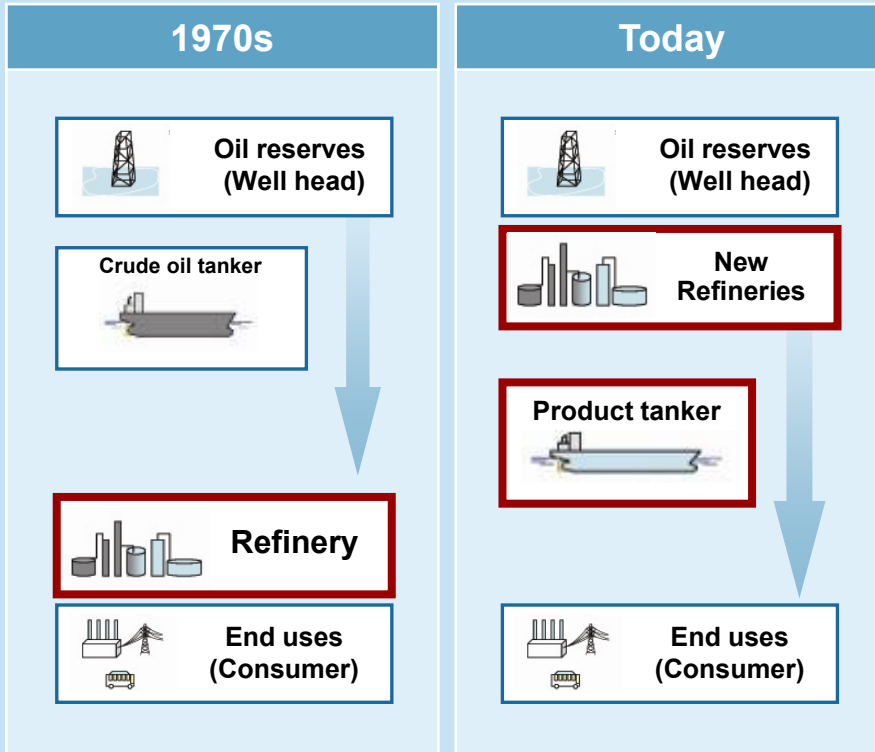 1970s
Oil reserves
(Well head)
Crude oil tanker
Refinery
End uses
(Consumer)
Today
Oil reserves
(Well head)
New
Refineries
Product tanker
End uses
(Consumer)